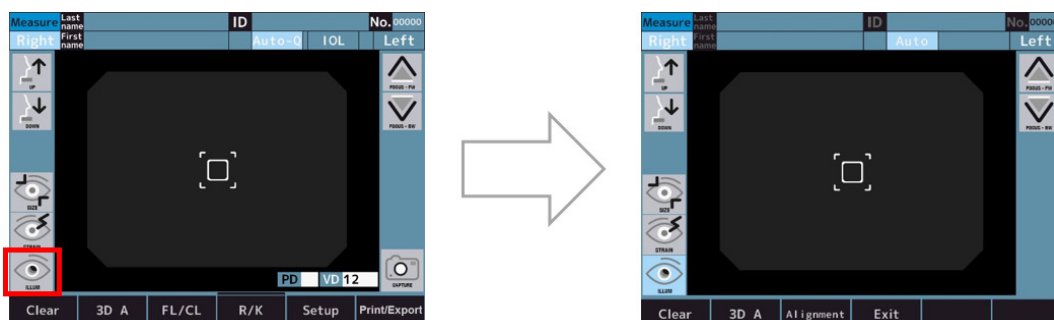 Measure Last name ID No. 00000
Right First name Auto-Q IOL Left
UP FOCUS - FW
DOWN FOCUS - BW
SIZE
STRAIN
ILLUMI CAPTURE
PD VD 12
Clear 3D A FL/CL R/K Setup Print/Export
Measure Last name ID No. 0000
Right First name Auto Left
UP FOCUS - FW
DOWN FOCUS - BW
SIZE
STRAIN
ILLUMI
Clear 3D A Alignment Exit